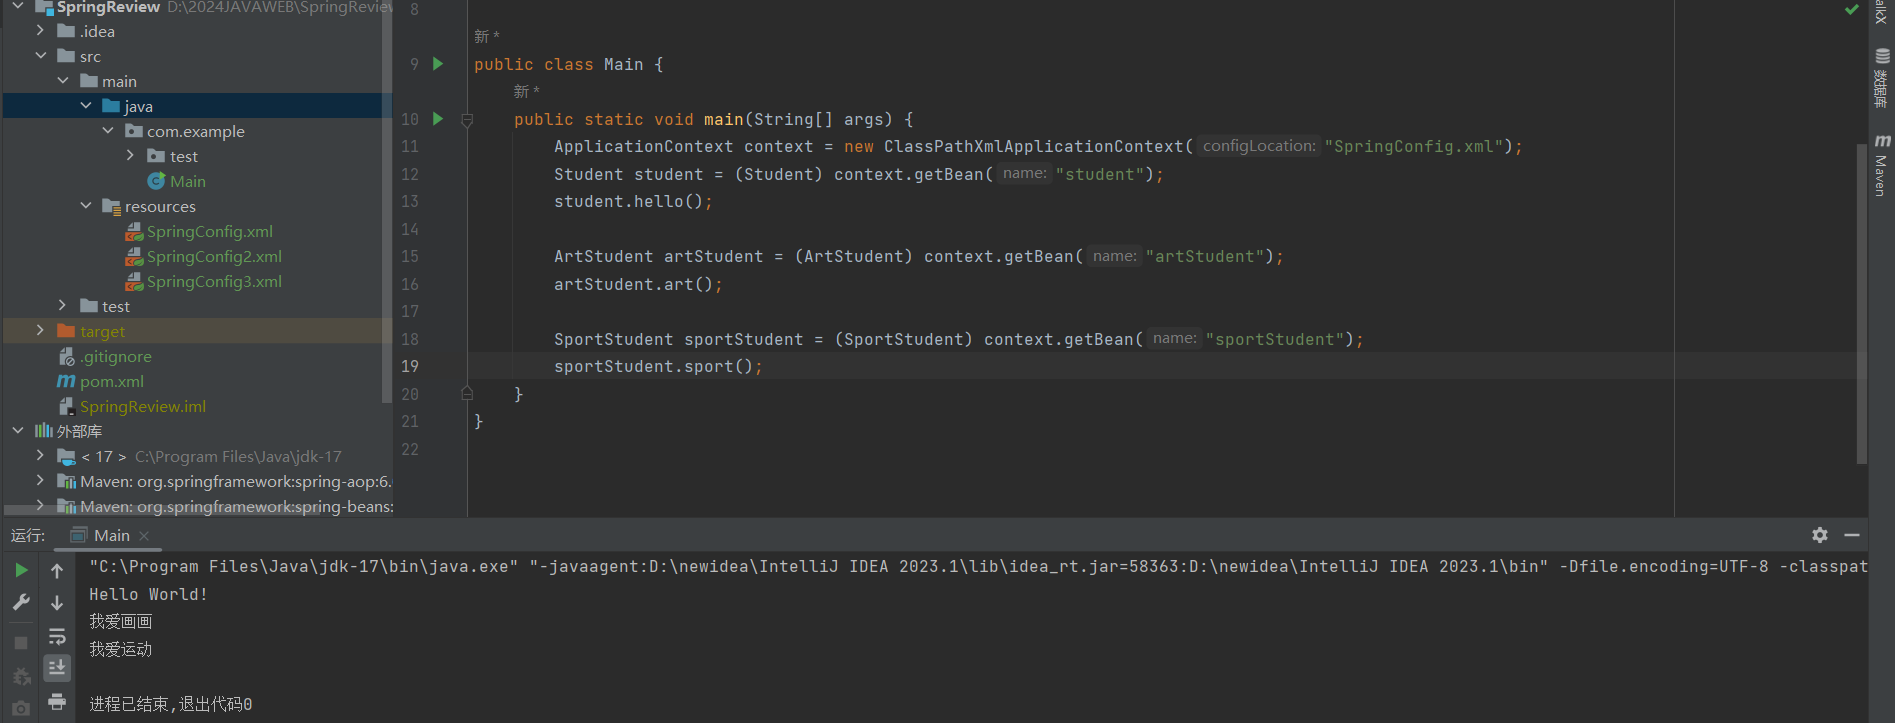 SpringReview D:\2024JAVAWEB\SpringReview
.idea
src
main
java
com.example
test
Main
resources
SpringConfig.xml
SpringConfig2.xml
SpringConfig3.xml
test
target
.gitignore
pom.xml
SpringReview.iml
外部库
< 17 > C:\Program Files\Java\jdk-17
Maven: org.springframework:spring-aop:6.
Maven: org.springframework:spring-beans:
8
新 *
9 public class Main {
新 *
10 public static void main(String[] args) {
11 ApplicationContext context = new ClassPathXmlApplicationContext( configLocation: "SpringConfig.xml");
12 Student student = (Student) context.getBean( name: "student");
13 student.hello();
14
15 ArtStudent artStudent = (ArtStudent) context.getBean( name: "artStudent");
16 artStudent.art();
17
18 SportStudent sportStudent = (SportStudent) context.getBean( name: "sportStudent");
19 sportStudent.sport();
20 }
21 }
22
数据库
m Maven
运行: Main
"C:\Program Files\Java\jdk-17\bin\java.exe" "-javaagent:D:\newidea\IntelliJ IDEA 2023.1\lib\idea_rt.jar=58363:D:\newidea\IntelliJ IDEA 2023.1\bin" -Dfile.encoding=UTF-8 -classpat
Hello World!
我爱画画
我爱运动
进程已结束,退出代码0